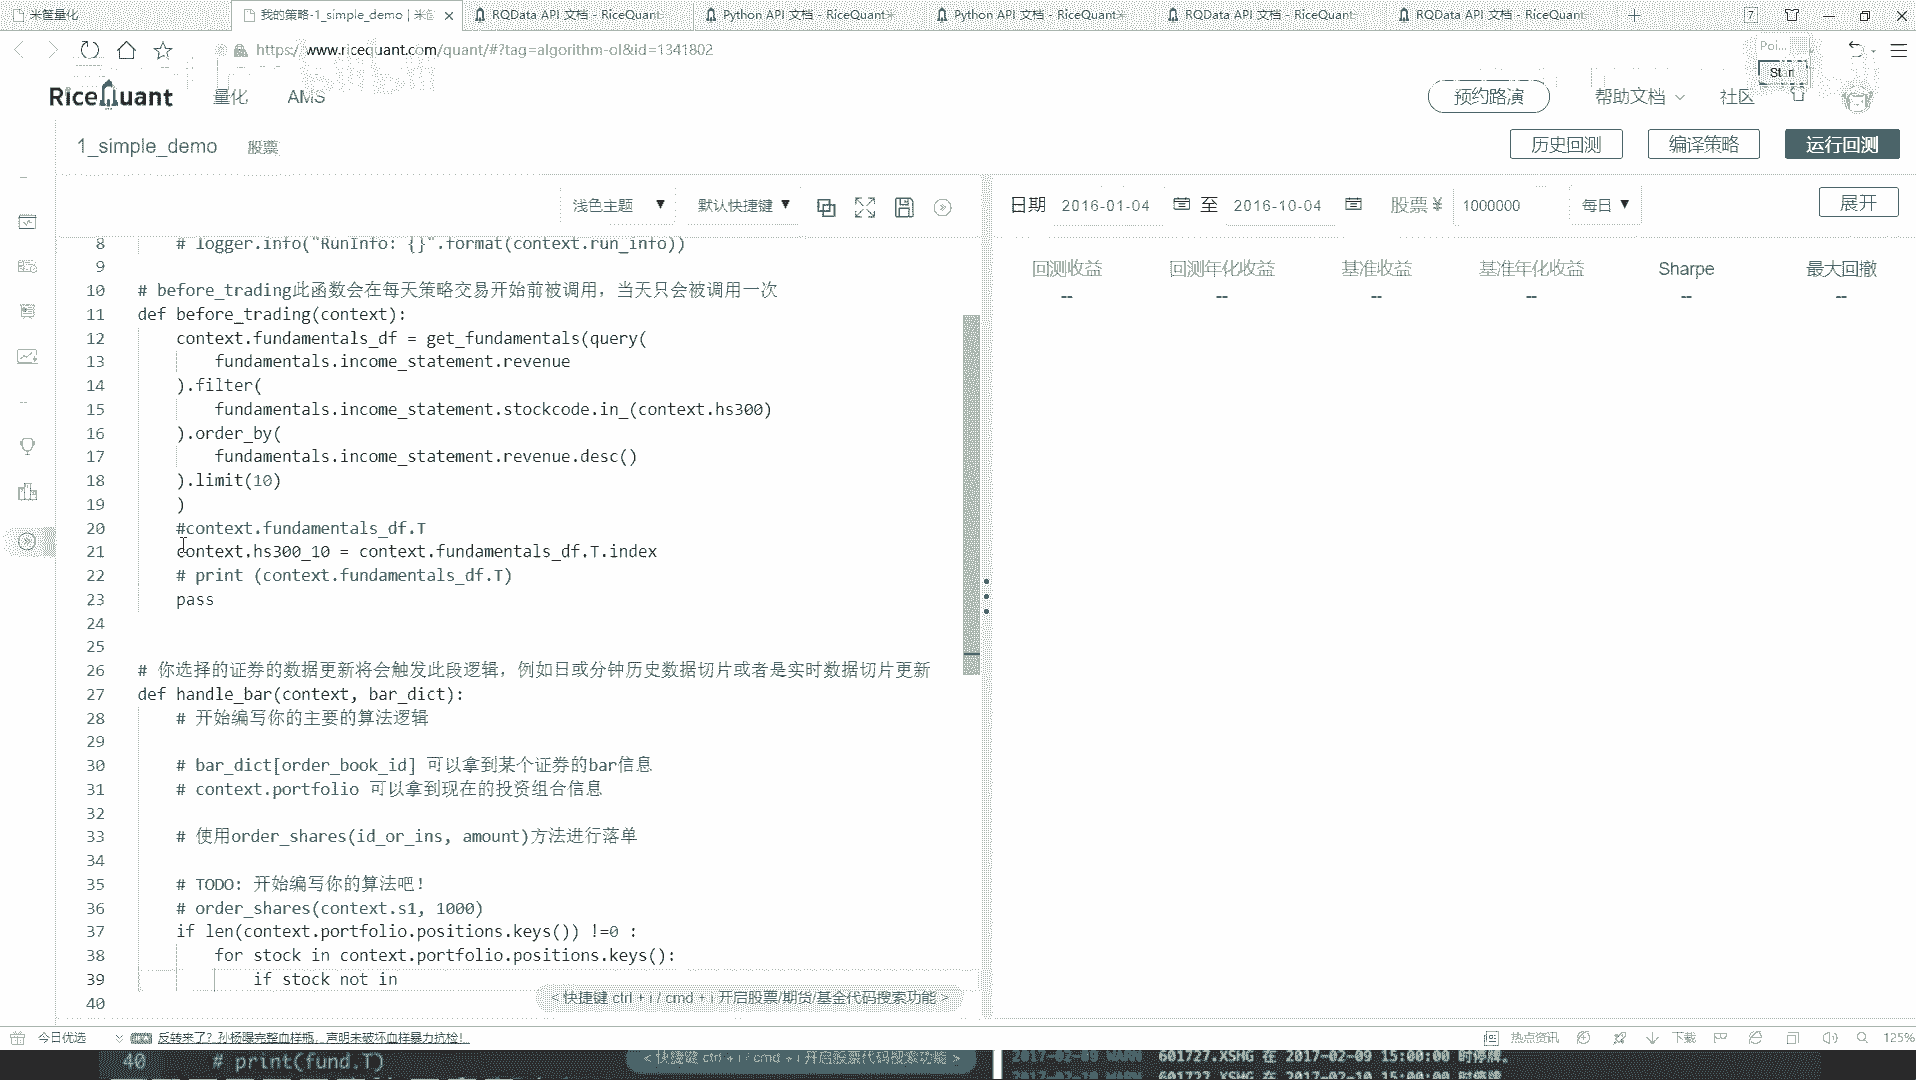 米筐量化
我的策略-1_simple_demo | 米筐
RQData API 文档 - RiceQuant
Python API 文档 - RiceQuant
Python API 文档 - RiceQuant
RQData API 文档 - RiceQuant
RQData API 文档 - RiceQuant
7
https://www.ricequant.com/quant/#?tag=algorithm-ol&id=1341802
Poi...
Start
RiceQuant
量化
AMS
预约路演
帮助文档
社区
1_simple_demo
股票
历史回测
编译策略
运行回测
浅色主题
默认快捷键
日期 2016-01-04 至 2016-10-04 股票 ¥ 1000000 每日
展开
回测收益 回测年化收益 基准收益 基准年化收益 Sharpe 最大回撤
-- -- -- -- -- --
8 # logger.info("RunInfo: {}".format(context.run_info))
9
10 # before_trading此函数会在每天策略交易开始前被调用，当天只会被调用一次
11 def before_trading(context):
12 context.fundamentals_df = get_fundamentals(query(
13 fundamentals.income_statement.revenue
14 ).filter(
15 fundamentals.income_statement.stockcode.in_(context.hs300)
16 ).order_by(
17 fundamentals.income_statement.revenue.desc()
18 ).limit(10)
19 )
20 #context.fundamentals_df.T
21 context.hs300_10 = context.fundamentals_df.T.index
22 # print (context.fundamentals_df.T)
23 pass
24
25
26 # 你选择的证券的数据更新将会触发此段逻辑，例如日或分钟历史数据切片或者是实时数据切片更新
27 def handle_bar(context, bar_dict):
28 # 开始编写你的主要的算法逻辑
29
30 # bar_dict[order_book_id] 可以拿到某个证券的bar信息
31 # context.portfolio 可以拿到现在的投资组合信息
32
33 # 使用order_shares(id_or_ins, amount)方法进行落单
34
35 # TODO: 开始编写你的算法吧！
36 # order_shares(context.s1, 1000)
37 if len(context.portfolio.positions.keys()) !=0 :
38 for stock in context.portfolio.positions.keys():
39 if stock not in
40
< 快捷键 ctrl + i / cmd + i 开启股票/期货/基金代码搜索功能 >
今日优选
反转来了？孙杨曝完整血样瓶，声明未破坏血样暴力抗检！
热点资讯
下载
125%
40 # print(fund.T)
< 快捷键 ctrl + i / cmd + i 开启股票代码搜索功能 >
2017-02-09 WARN 601727.XSHG 在 2017-02-09 15:00:00 时停牌。
2017-02-10 WARN 601727.XSHG 在 2017-02-10 15:00:00 时停牌。